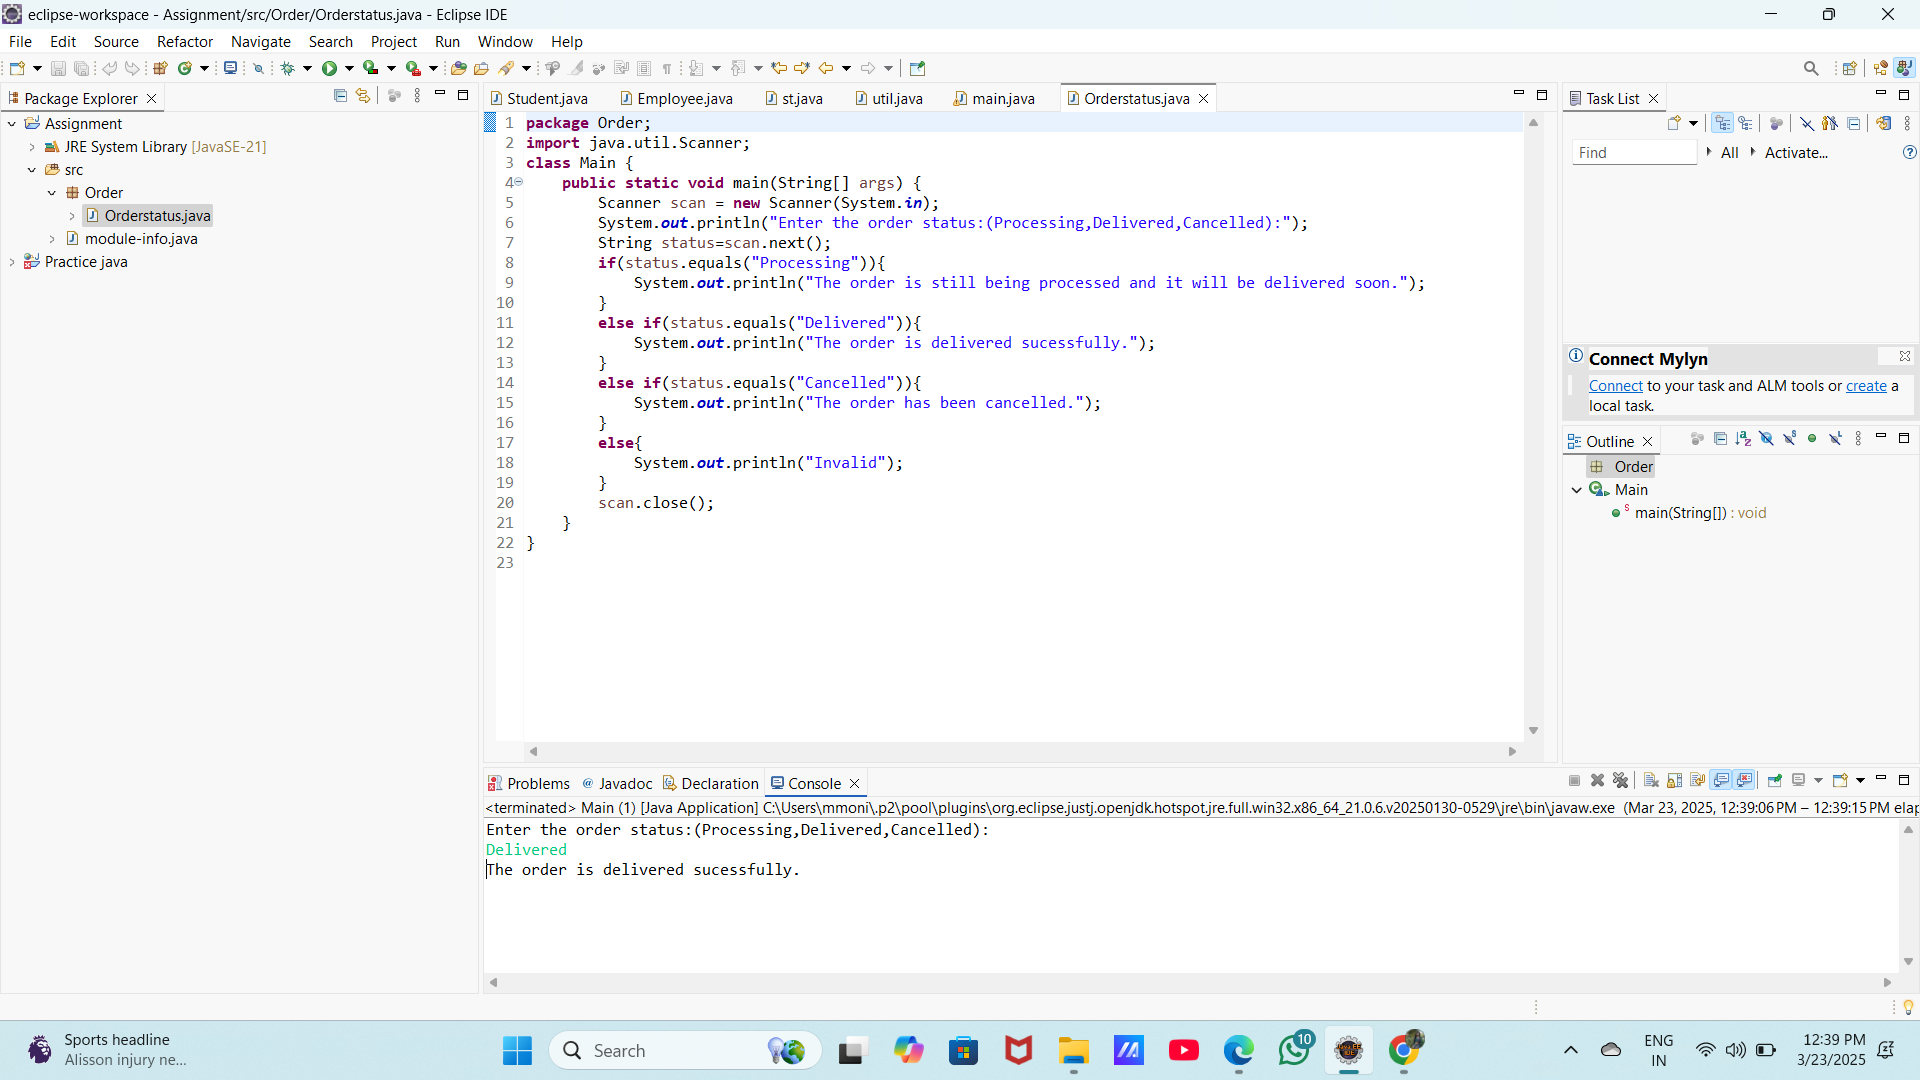 eclipse-workspace - Assignment/src/Order/Orderstatus.java - Eclipse IDE
File Edit Source Refactor Navigate Search Project Run Window Help
Package Explorer
Assignment
JRE System Library [JavaSE-21]
src
Order
Orderstatus.java
module-info.java
Practice java
Student.java Employee.java st.java util.java main.java Orderstatus.java
1 package Order;
2 import java.util.Scanner;
3 class Main {
4 public static void main(String[] args) {
5 Scanner scan = new Scanner(System.in);
6 System.out.println("Enter the order status:(Processing,Delivered,Cancelled):");
7 String status=scan.next();
8 if(status.equals("Processing")){
9 System.out.println("The order is still being processed and it will be delivered soon.");
10 }
11 else if(status.equals("Delivered")){
12 System.out.println("The order is delivered sucessfully.");
13 }
14 else if(status.equals("Cancelled")){
15 System.out.println("The order has been cancelled.");
16 }
17 else{
18 System.out.println("Invalid");
19 }
20 scan.close();
21 }
22 }
23
Task List
Find All Activate...
Connect Mylyn
Connect to your task and ALM tools or create a
local task.
Outline
Order
Main
main(String[]) : void
Problems Javadoc Declaration Console
<terminated> Main (1) [Java Application] C:\Users\mmoni\.p2\pool\plugins\org.eclipse.justj.openjdk.hotspot.jre.full.win32.x86_64_21.0.6.v20250130-0529\jre\bin\javaw.exe (Mar 23, 2025, 12:39:06 PM – 12:39:15 PM elap
Enter the order status:(Processing,Delivered,Cancelled):
Delivered
The order is delivered sucessfully.
Sports headline
Alisson injury ne...
Search
10
ENG
IN
12:39 PM
3/23/2025